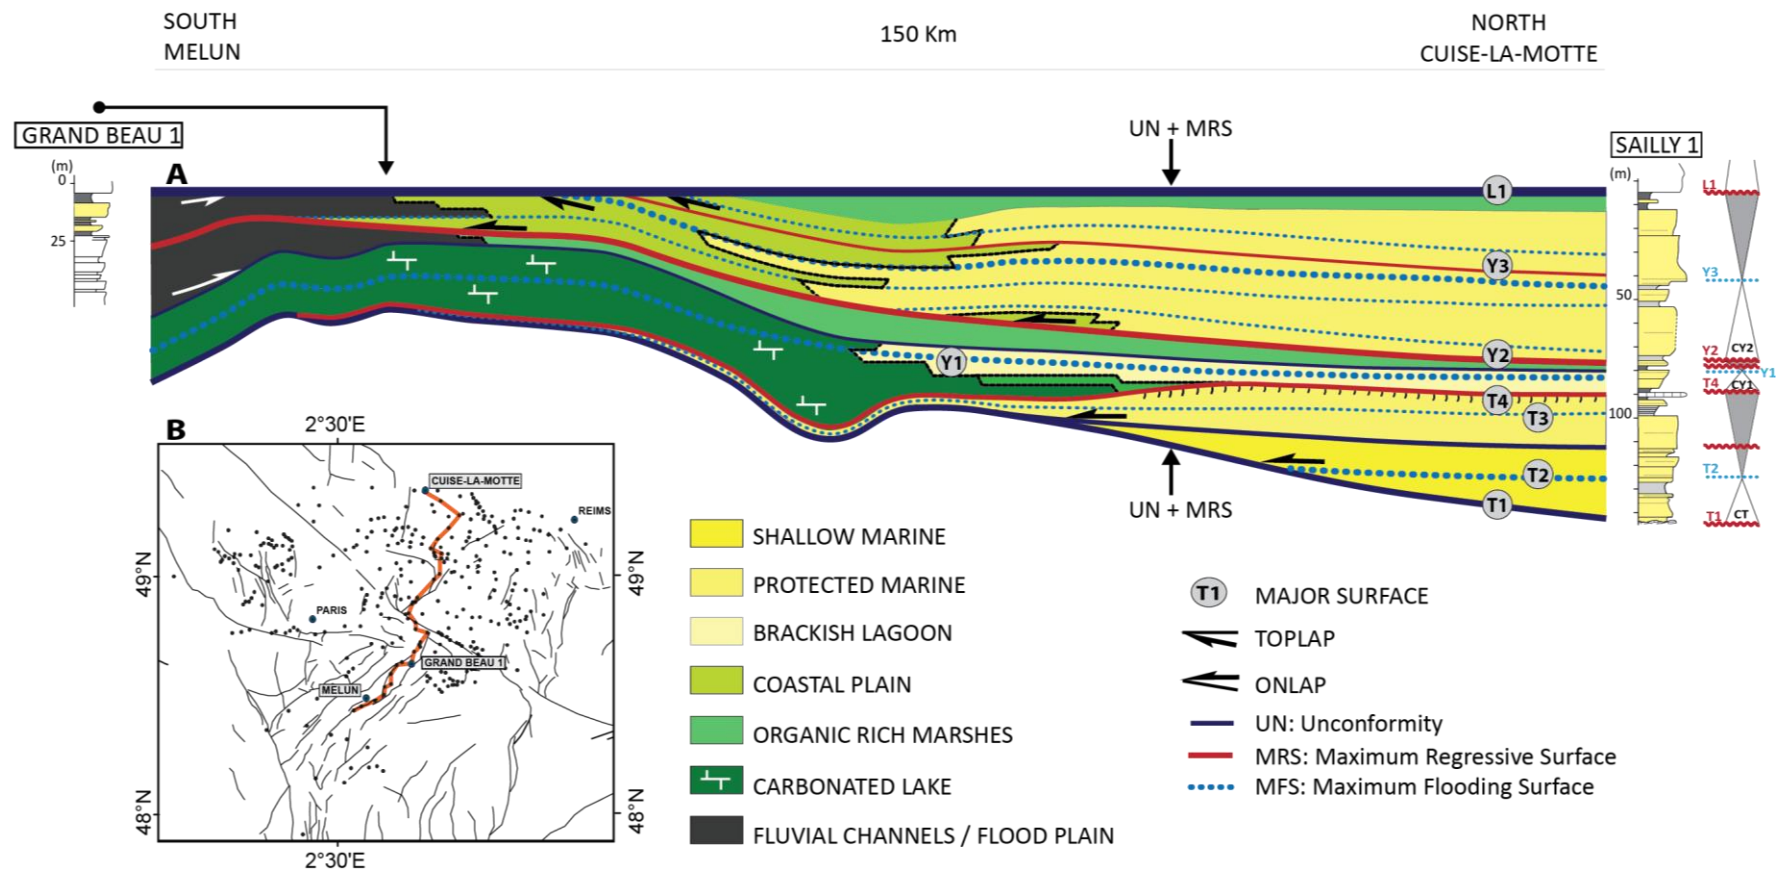 SOUTH
MELUN
150 Km
NORTH
CUISE-LA-MOTTE
GRAND BEAU 1
(m)
0
25
A
UN + MRS
L1
Y3
Y2
Y1
T4
T3
T2
T1
UN + MRS
SAILLY 1
(m)
50
100
L1
Y3
Y2
CY2
Y1
T4
CY1
T2
T1
CT
B
2°30'E
49°N
48°N
49°N
48°N
2°30'E
CUISE-LA-MOTTE
REIMS
PARIS
GRAND BEAU 1
MELUN
SHALLOW MARINE
PROTECTED MARINE
BRACKISH LAGOON
COASTAL PLAIN
ORGANIC RICH MARSHES
CARBONATED LAKE
FLUVIAL CHANNELS / FLOOD PLAIN
T1 MAJOR SURFACE
TOPLAP
ONLAP
UN: Unconformity
MRS: Maximum Regressive Surface
MFS: Maximum Flooding Surface